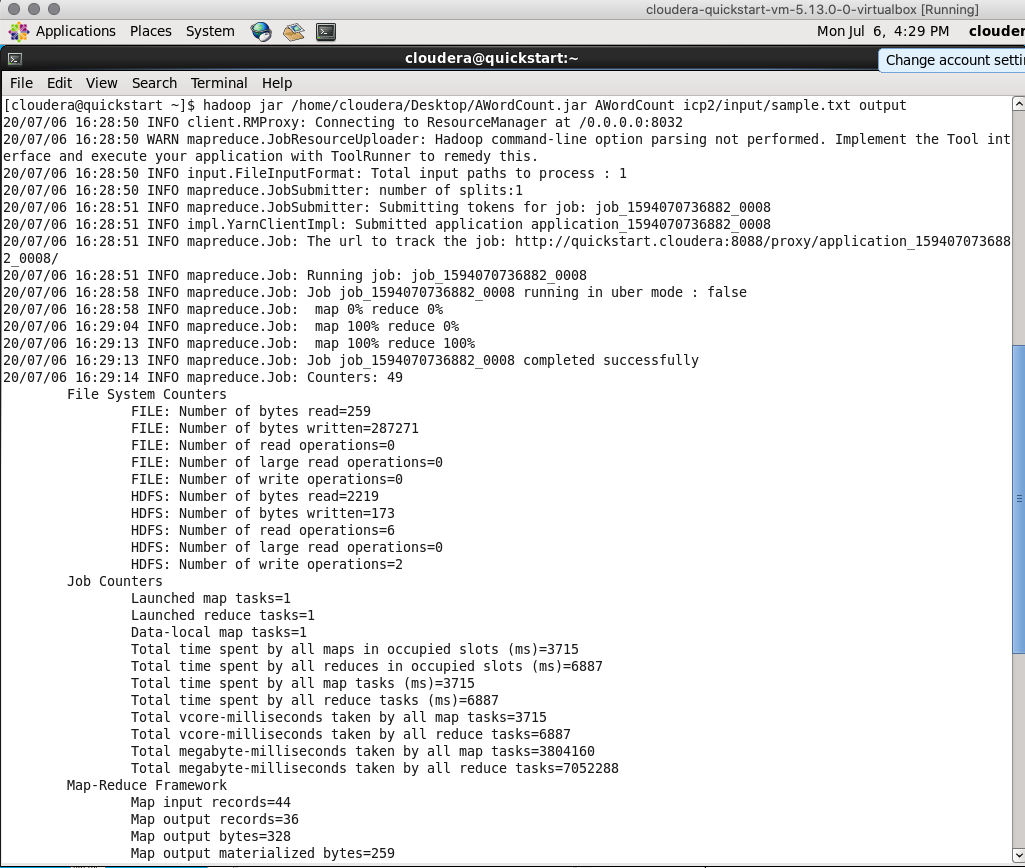 cloudera-quickstart-vm-5.13.0-0-virtualbox [Running]
Applications Places System Mon Jul 6, 4:29 PM clouder
cloudera@quickstart:~
Change account setti
File Edit View Search Terminal Help
[cloudera@quickstart ~]$ hadoop jar /home/cloudera/Desktop/AWordCount.jar AWordCount icp2/input/sample.txt output
20/07/06 16:28:50 INFO client.RMProxy: Connecting to ResourceManager at /0.0.0.0:8032
20/07/06 16:28:50 WARN mapreduce.JobResourceUploader: Hadoop command-line option parsing not performed. Implement the Tool int
erface and execute your application with ToolRunner to remedy this.
20/07/06 16:28:50 INFO input.FileInputFormat: Total input paths to process : 1
20/07/06 16:28:50 INFO mapreduce.JobSubmitter: number of splits:1
20/07/06 16:28:51 INFO mapreduce.JobSubmitter: Submitting tokens for job: job_1594070736882_0008
20/07/06 16:28:51 INFO impl.YarnClientImpl: Submitted application application_1594070736882_0008
20/07/06 16:28:51 INFO mapreduce.Job: The url to track the job: http://quickstart.cloudera:8088/proxy/application_159407073688
2_0008/
20/07/06 16:28:51 INFO mapreduce.Job: Running job: job_1594070736882_0008
20/07/06 16:28:58 INFO mapreduce.Job: Job job_1594070736882_0008 running in uber mode : false
20/07/06 16:28:58 INFO mapreduce.Job:  map 0% reduce 0%
20/07/06 16:29:04 INFO mapreduce.Job:  map 100% reduce 0%
20/07/06 16:29:13 INFO mapreduce.Job:  map 100% reduce 100%
20/07/06 16:29:13 INFO mapreduce.Job: Job job_1594070736882_0008 completed successfully
20/07/06 16:29:14 INFO mapreduce.Job: Counters: 49
File System Counters
FILE: Number of bytes read=259
FILE: Number of bytes written=287271
FILE: Number of read operations=0
FILE: Number of large read operations=0
FILE: Number of write operations=0
HDFS: Number of bytes read=2219
HDFS: Number of bytes written=173
HDFS: Number of read operations=6
HDFS: Number of large read operations=0
HDFS: Number of write operations=2
Job Counters
Launched map tasks=1
Launched reduce tasks=1
Data-local map tasks=1
Total time spent by all maps in occupied slots (ms)=3715
Total time spent by all reduces in occupied slots (ms)=6887
Total time spent by all map tasks (ms)=3715
Total time spent by all reduce tasks (ms)=6887
Total vcore-milliseconds taken by all map tasks=3715
Total vcore-milliseconds taken by all reduce tasks=6887
Total megabyte-milliseconds taken by all map tasks=3804160
Total megabyte-milliseconds taken by all reduce tasks=7052288
Map-Reduce Framework
Map input records=44
Map output records=36
Map output bytes=328
Map output materialized bytes=259